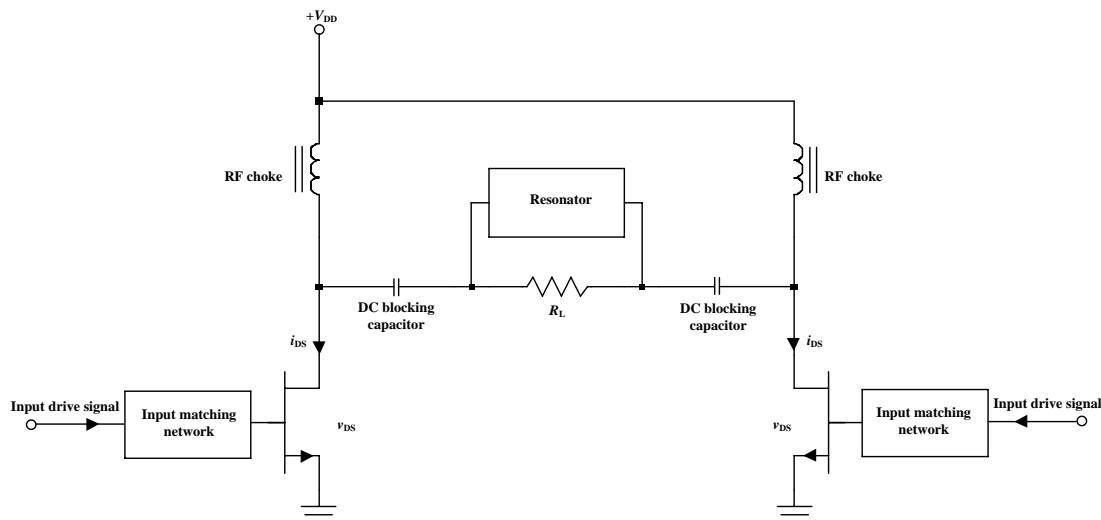 +VDD
RF choke
Resonator
RF choke
DC blocking
capacitor
RL
DC blocking
capacitor
iDS
iDS
Input drive signal
Input matching
network
vDS
vDS
Input matching
network
Input drive signal